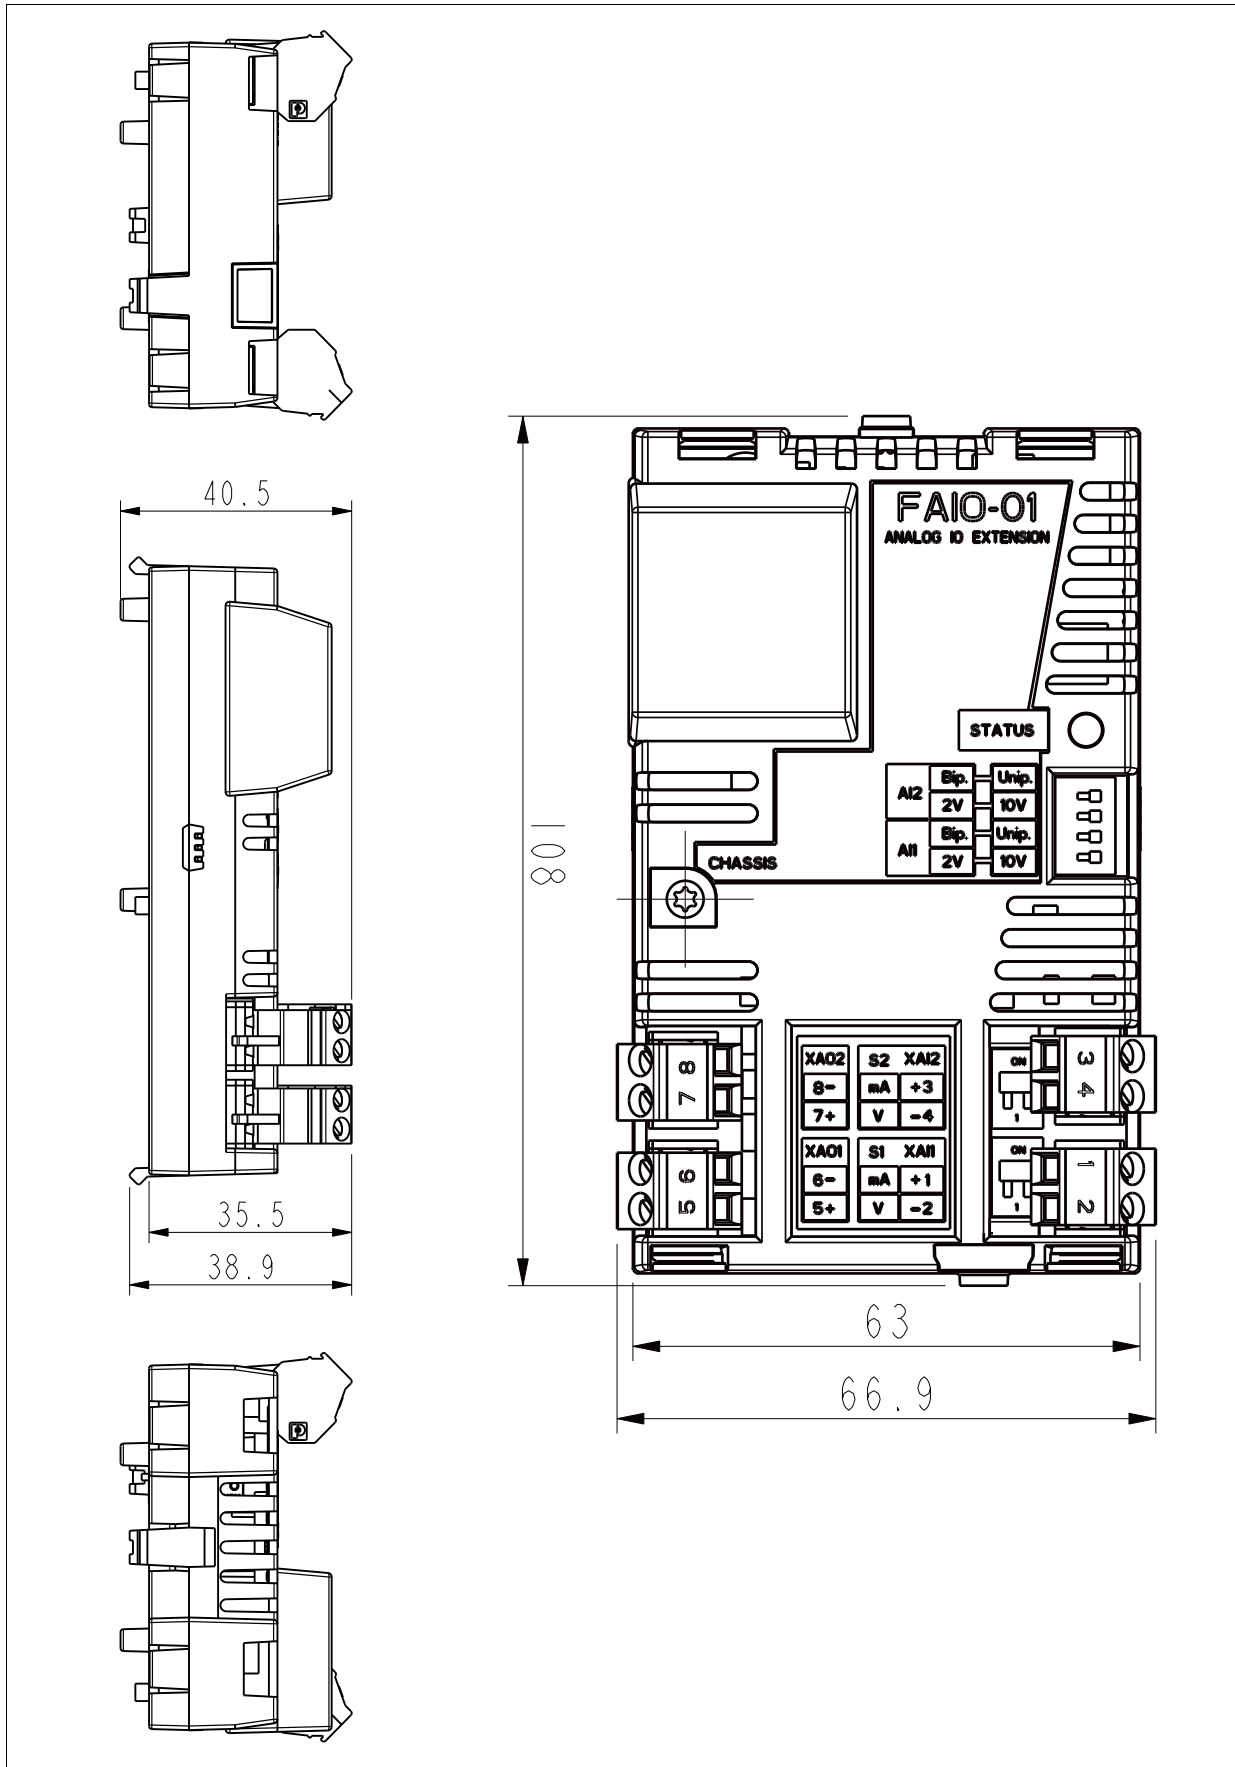 40.5
FAIO-01
ANALOG IO EXTENSION
STATUS
AI2 Bip. Unip.
2V 10V
AI1 Bip. Unip.
2V 10V
CHASSIS
108
8
7
XAO2 S2 XAI2
8- mA +3
7+ V -4
ON
1
3
4
6
5
XAO1 S1 XAI1
6- mA +1
5+ V -2
ON
1
1
2
35.5
38.9
63
66.9